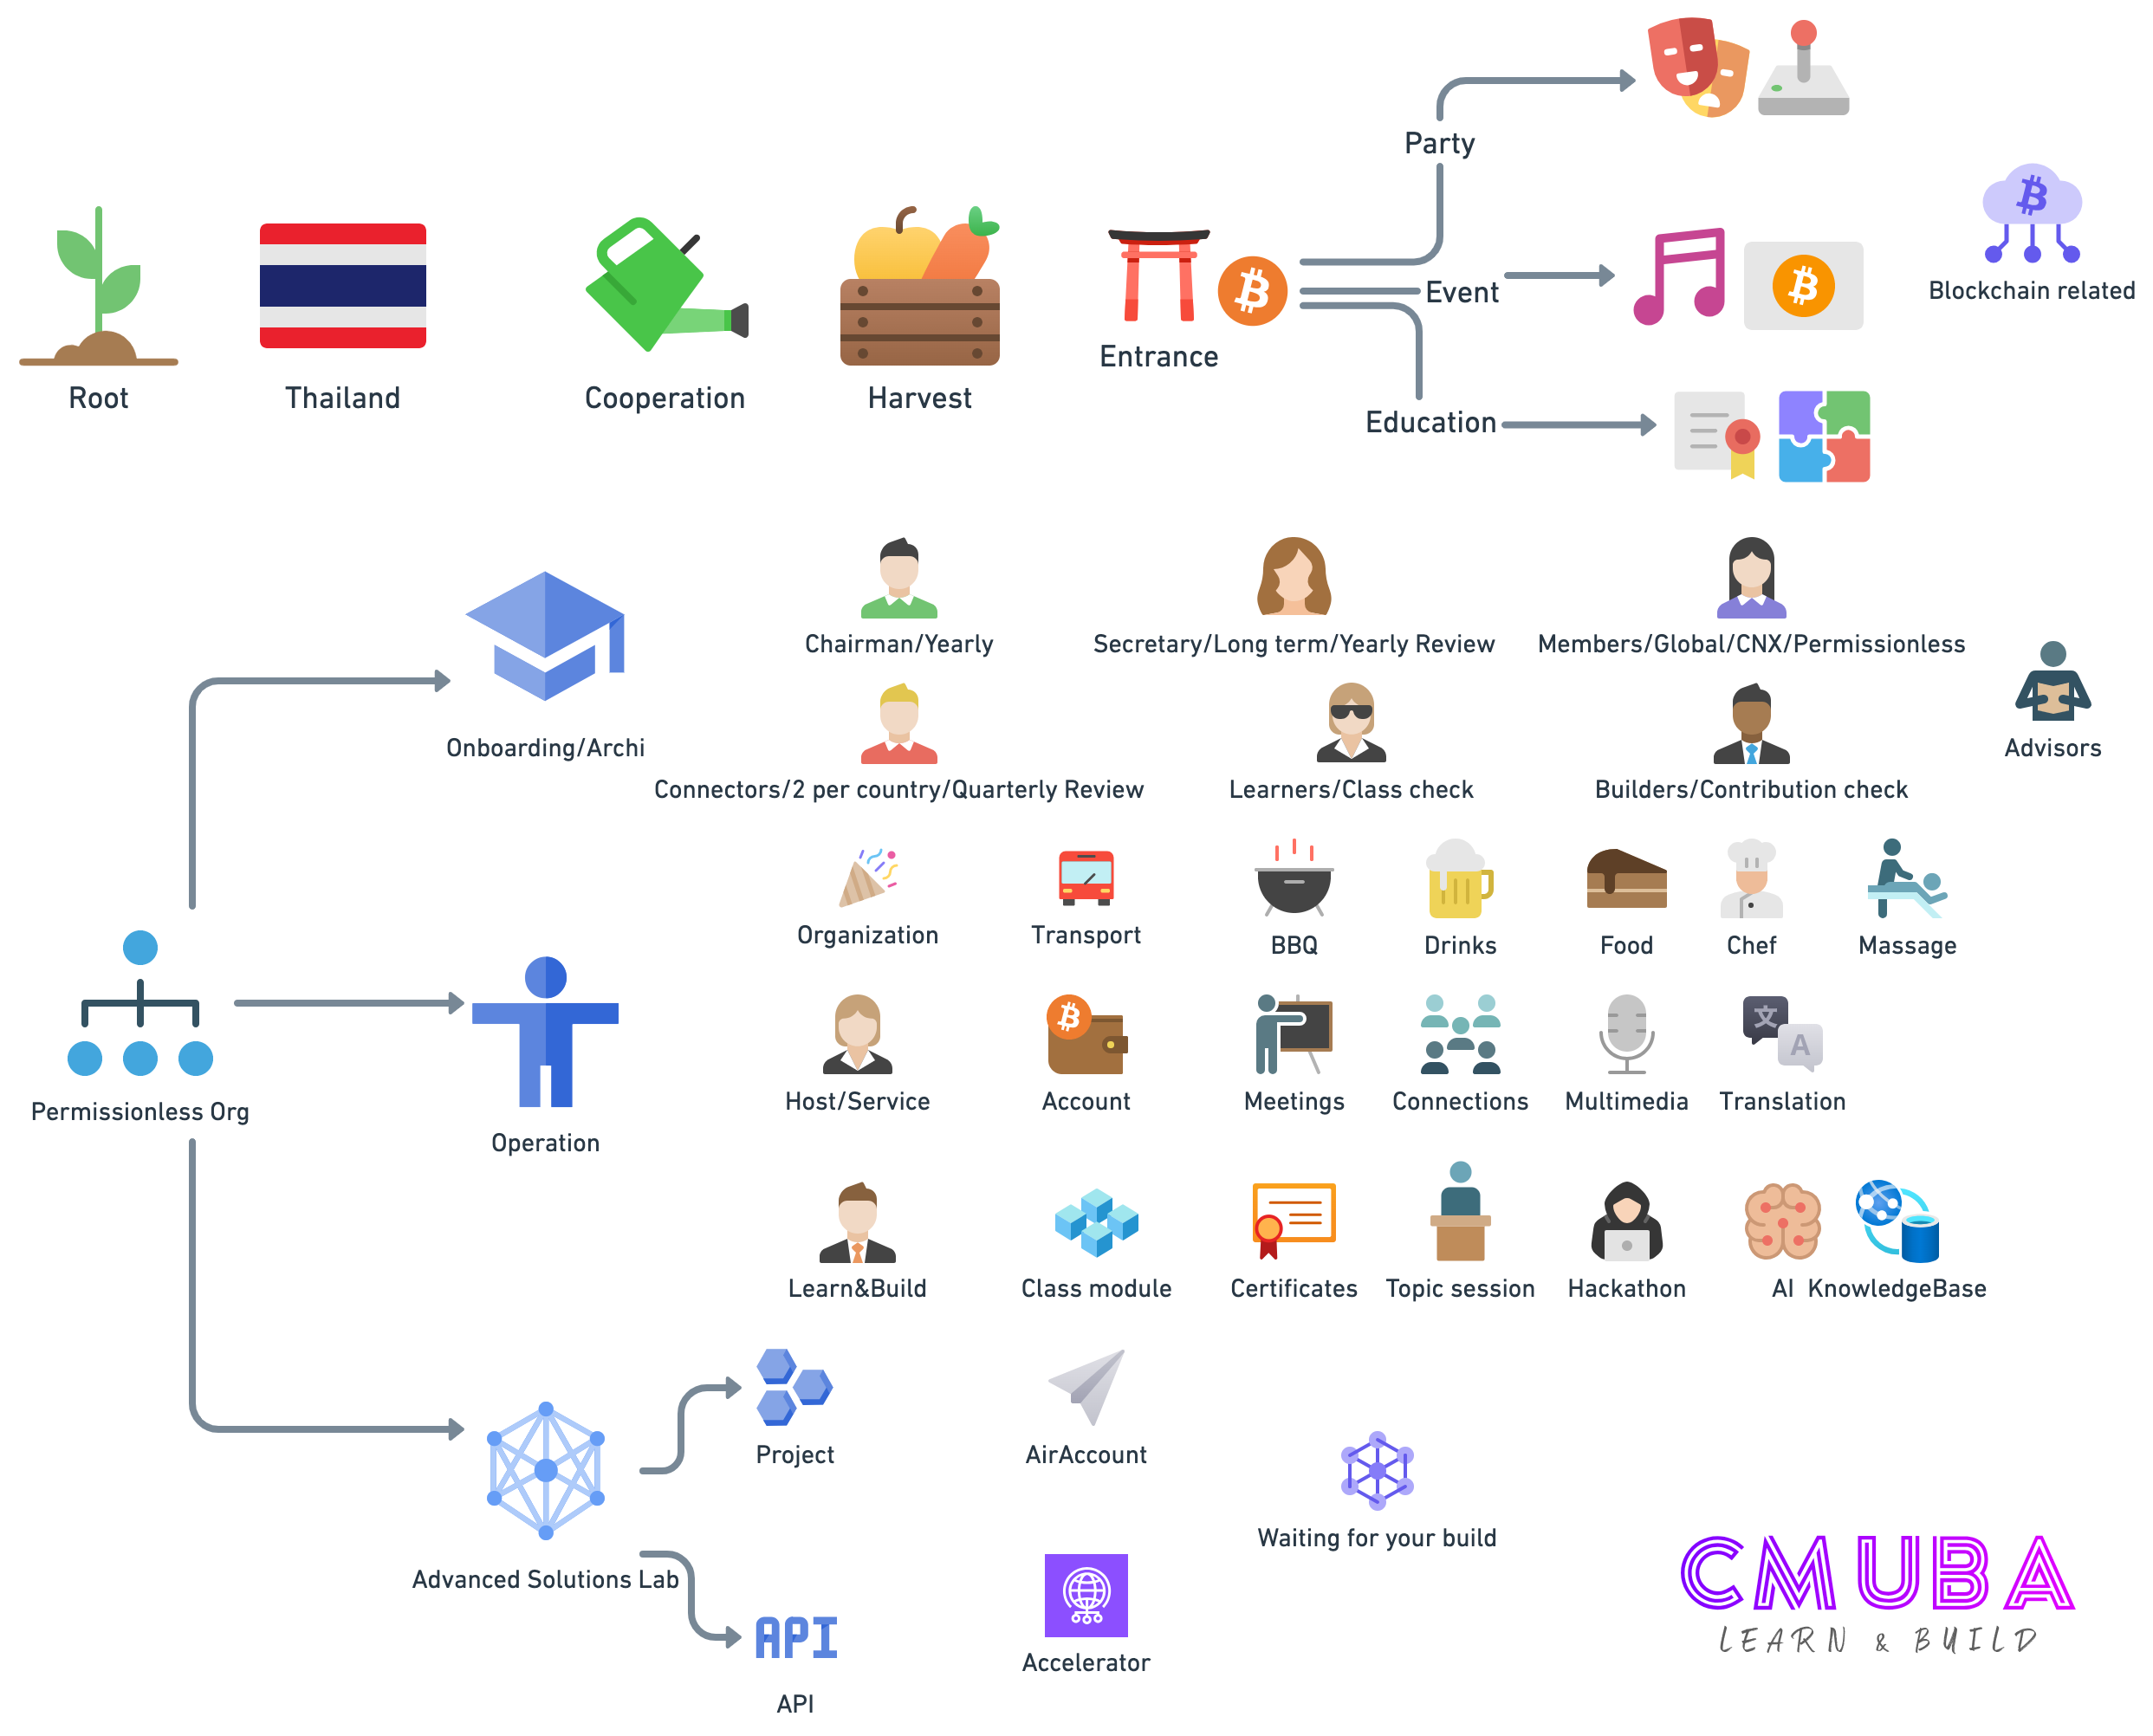 Party
Blockchain related
Event
Entrance
Root
Thailand
Cooperation
Harvest
Education
Chairman/Yearly
Secretary/Long term/Yearly Review
Members/Global/CNX/Permissionless
Onboarding/Archi
Advisors
Connectors/2 per country/Quarterly Review
Learners/Class check
Builders/Contribution check
Organization
Transport
BBQ
Drinks
Food
Chef
Massage
文
A
Host/Service
Account
Meetings
Connections
Multimedia
Translation
Permissionless Org
Operation
Learn&Build
Class module
Certificates
Topic session
Hackathon
AI
KnowledgeBase
Project
AirAccount
Waiting for your build
Advanced Solutions Lab
CMUBA
LEARN & BUILD
API
Accelerator
API